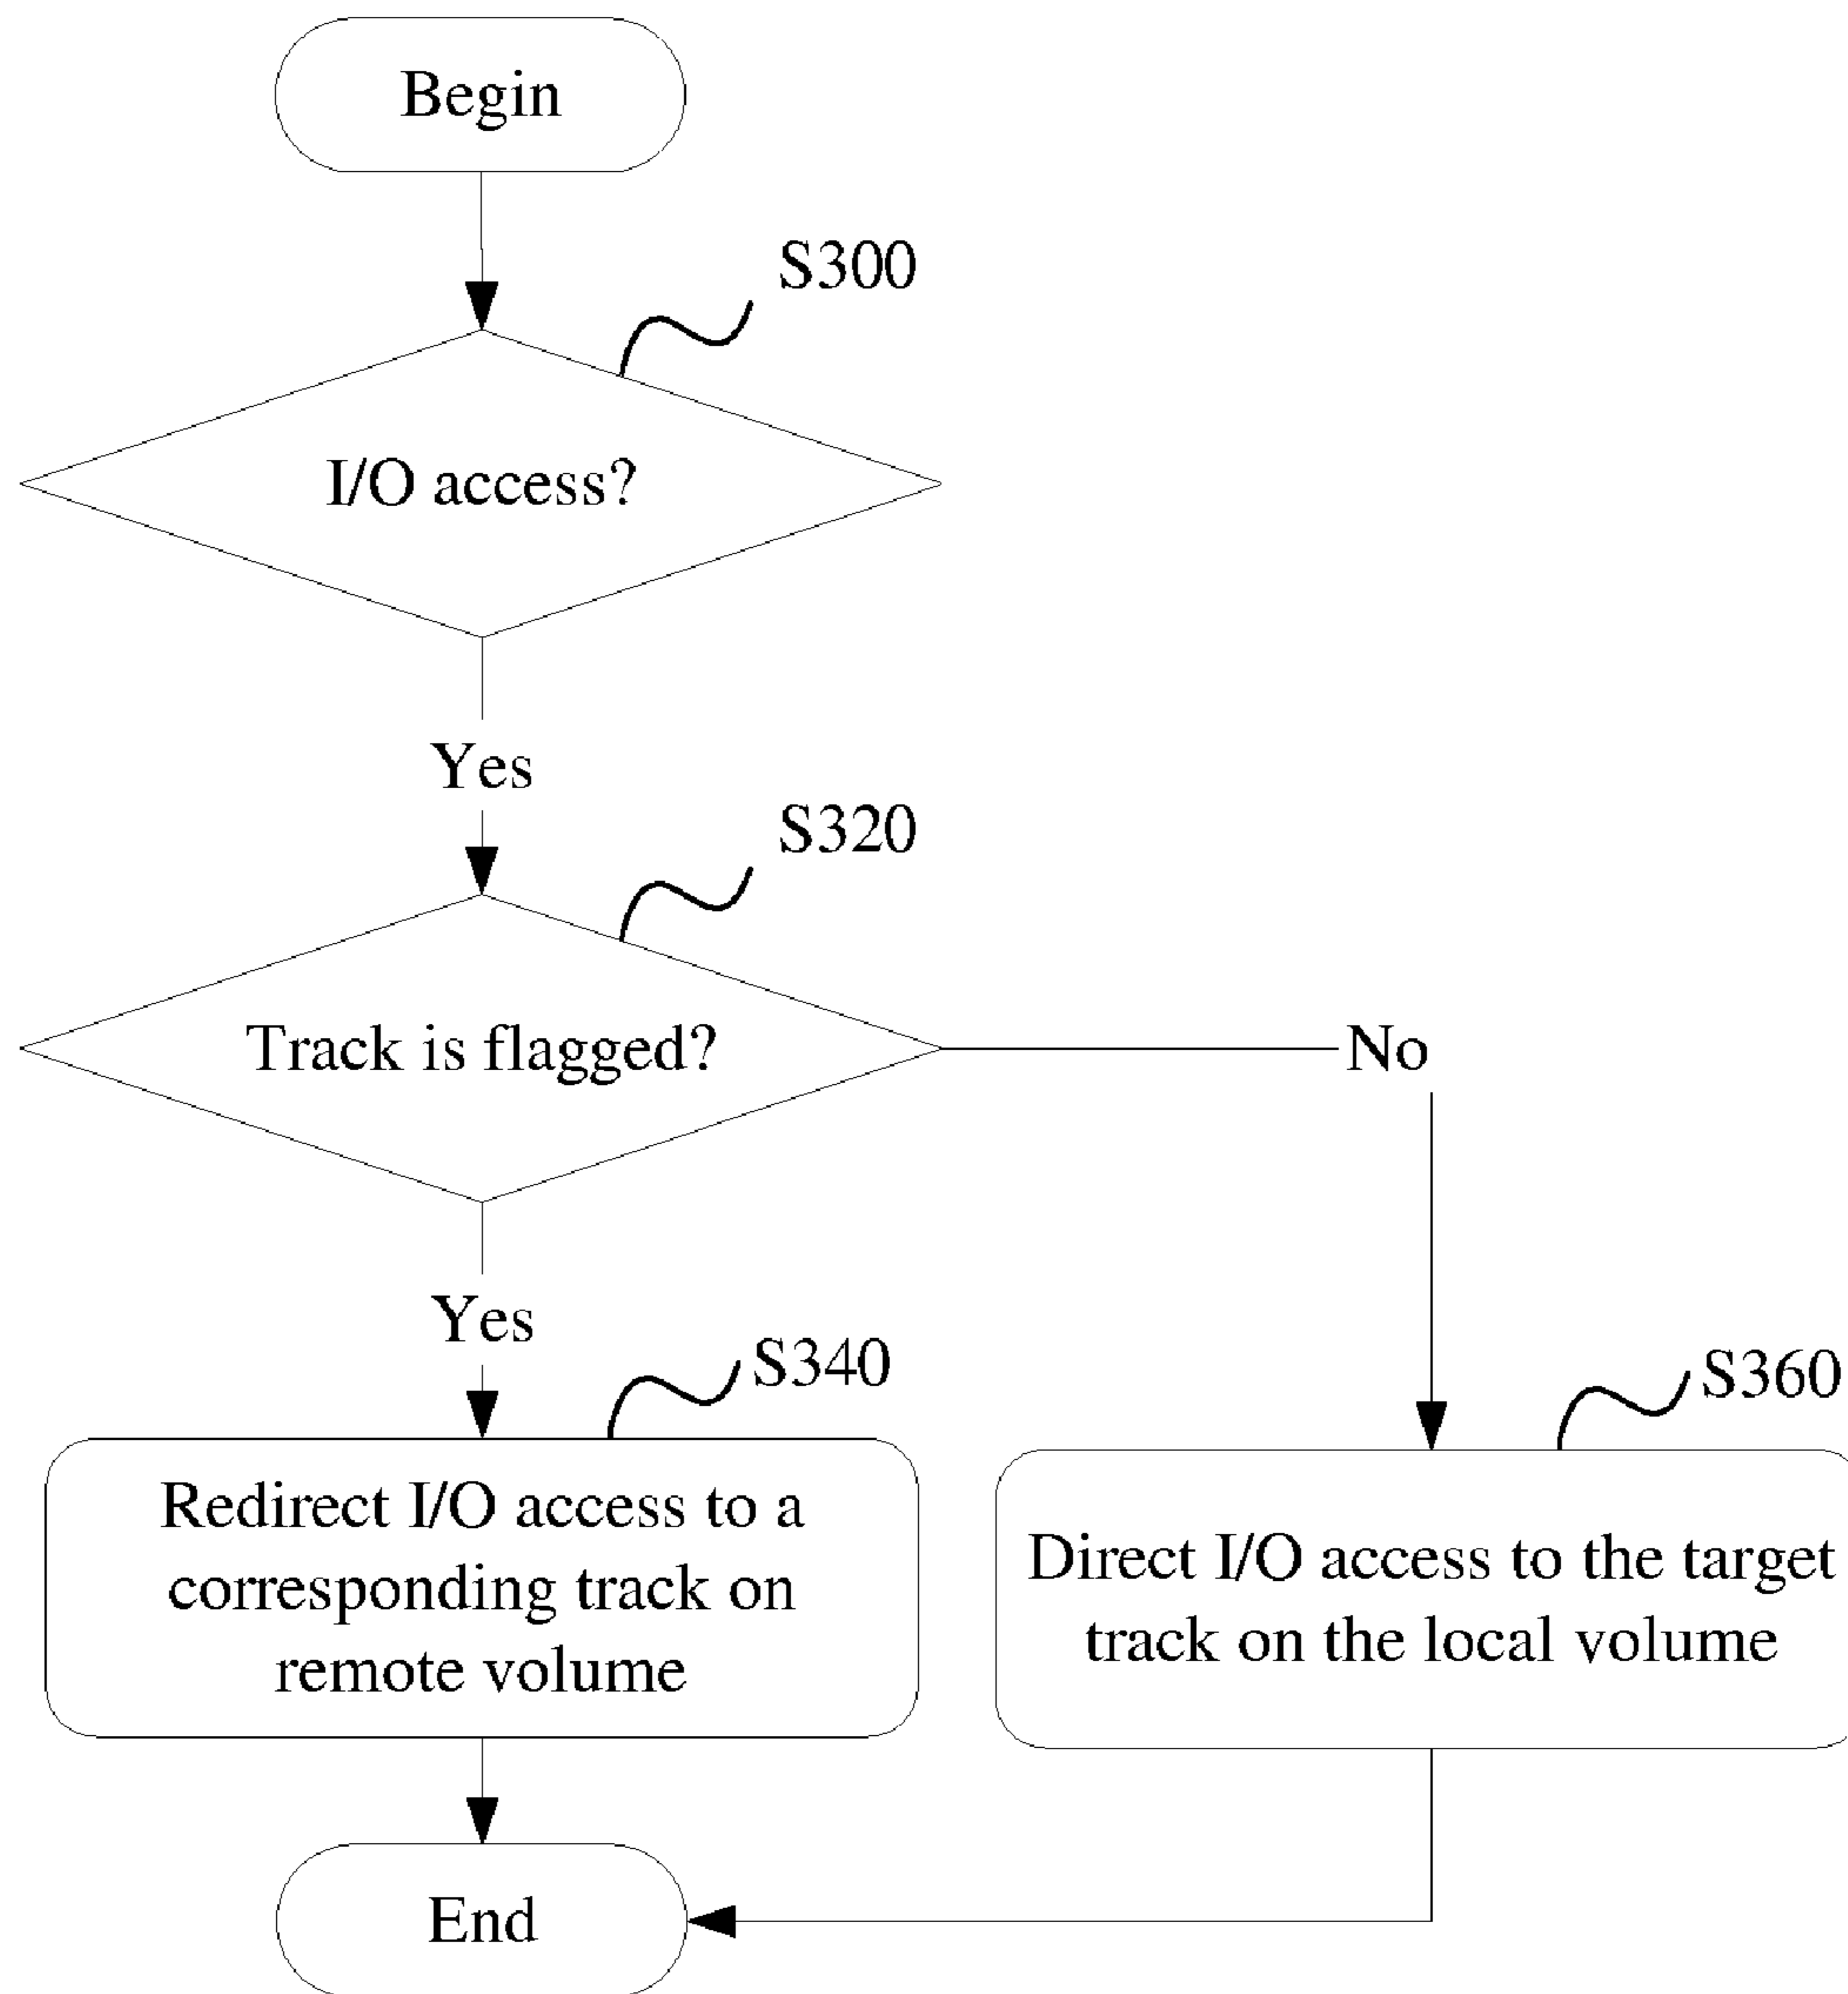 Begin
S300
I/O access?
Yes
S320
Track is flagged?
No
Yes
S340
S360
Redirect I/O access to a
corresponding track on
remote volume
Direct I/O access to the target
track on the local volume
End